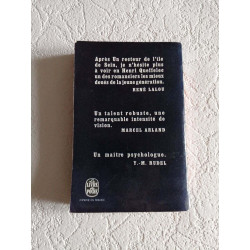 Après Un recteur de l'île
de Sein, je n'hésite plus
à voir en Henri Queffélec
un des romanciers les mieux
doués de la jeune génération.
RENÉ LALOU
Un talent robuste, une
remarquable intensité de
vision.
MARCEL ARLAND
Un maître psychologue.
Y.-M. RUDEL